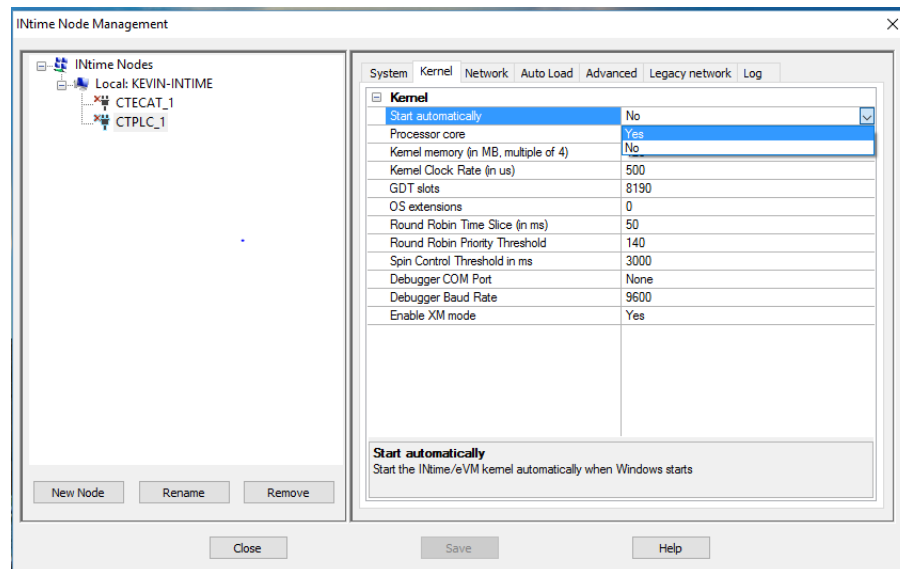 INtime Node Management
INtime Nodes
Local: KEVIN-INTIME
CTECAT_1
CTPLC_1
New Node Rename Remove
System Kernel Network Auto Load Advanced Legacy network Log
Kernel
Start automatically No
Processor core Yes
No
Kernel memory (in MB, multiple of 4)
Kernel Clock Rate (in us) 500
GDT slots 8190
OS extensions 0
Round Robin Time Slice (in ms) 50
Round Robin Priority Threshold 140
Spin Control Threshold in ms 3000
Debugger COM Port None
Debugger Baud Rate 9600
Enable XM mode Yes
Start automatically
Start the INtime/eVM kernel automatically when Windows starts
Close Save Help